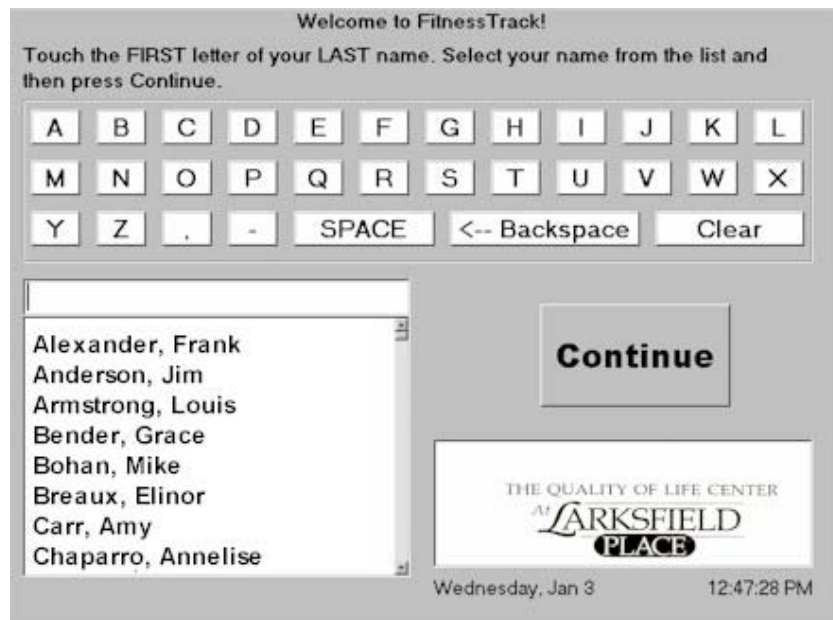 Welcome to FitnessTrack!
Touch the FIRST letter of your LAST name. Select your name from the list and
then press Continue.
A B C D E F G H I J K L
M N O P Q R S T U V W X
Y Z , - SPACE <-- Backspace Clear
Alexander, Frank
Anderson, Jim
Armstrong, Louis
Bender, Grace
Bohan, Mike
Breaux, Elinor
Carr, Amy
Chaparro, Annelise
Continue
THE QUALITY OF LIFE CENTER
At LARKSFIELD
PLACE
Wednesday, Jan 3 12:47:28 PM